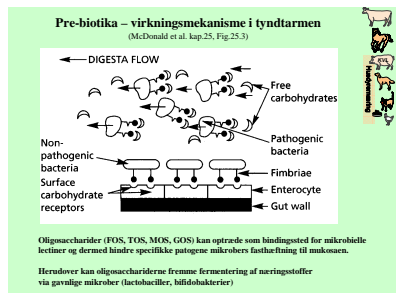 Pre-biotika – virkningsmekanisme i tyndtarmen
(McDonald et al. kap.25, Fig.25.3)
DIGESTA FLOW
Free
carbohydrates
Pathogenic
bacteria
Non-
pathogenic
bacteria
Fimbriae
Surface
carbohydrate
receptors
Enterocyte
Gut wall
Oligosaccharider (FOS, TOS, MOS, GOS) kan optræde som bindingssted for mikrobielle
lectiner og dermed hindre specifikke patogene mikrobers fasthæftning til mukosaen.
Herudover kan oligosacchariderne fremme fermentering af næringsstoffer
via gavnlige mikrober (lactobaciller, bifidobakterier)
KVL
Husdyrernæring